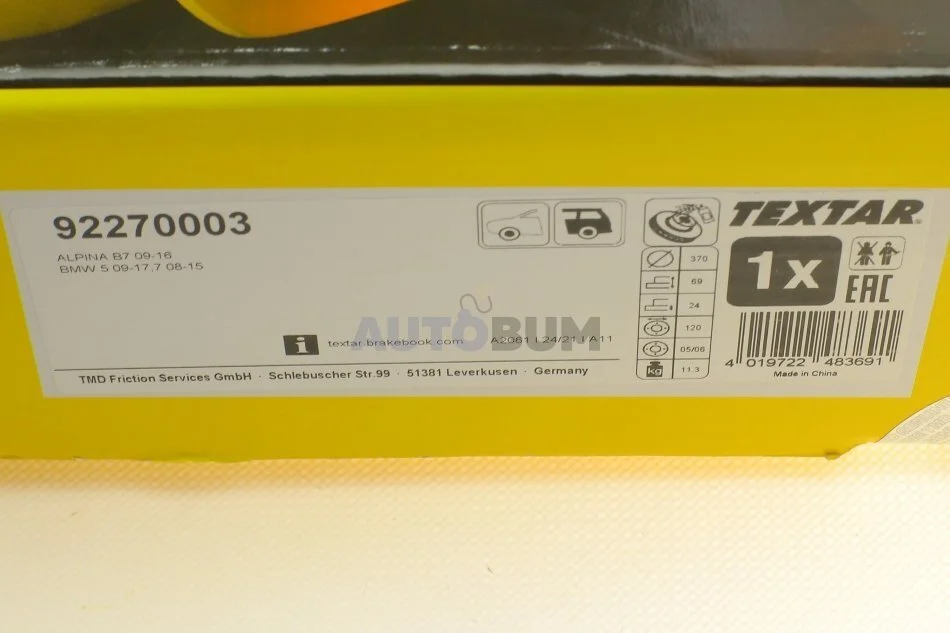 92270003
ALPINA B7 09-16
BMW 5 09-17,7 08-15
TEXTAR®
1x
EAC
370
69
24
120
05/06
kg 11.3
AUTOBUM
i textar.brakebook.com A2061 L24/21 I A11
TMD Friction Services GmbH · Schlebuscher Str.99 · 51381 Leverkusen · Germany
4 019722 483691
Made in China